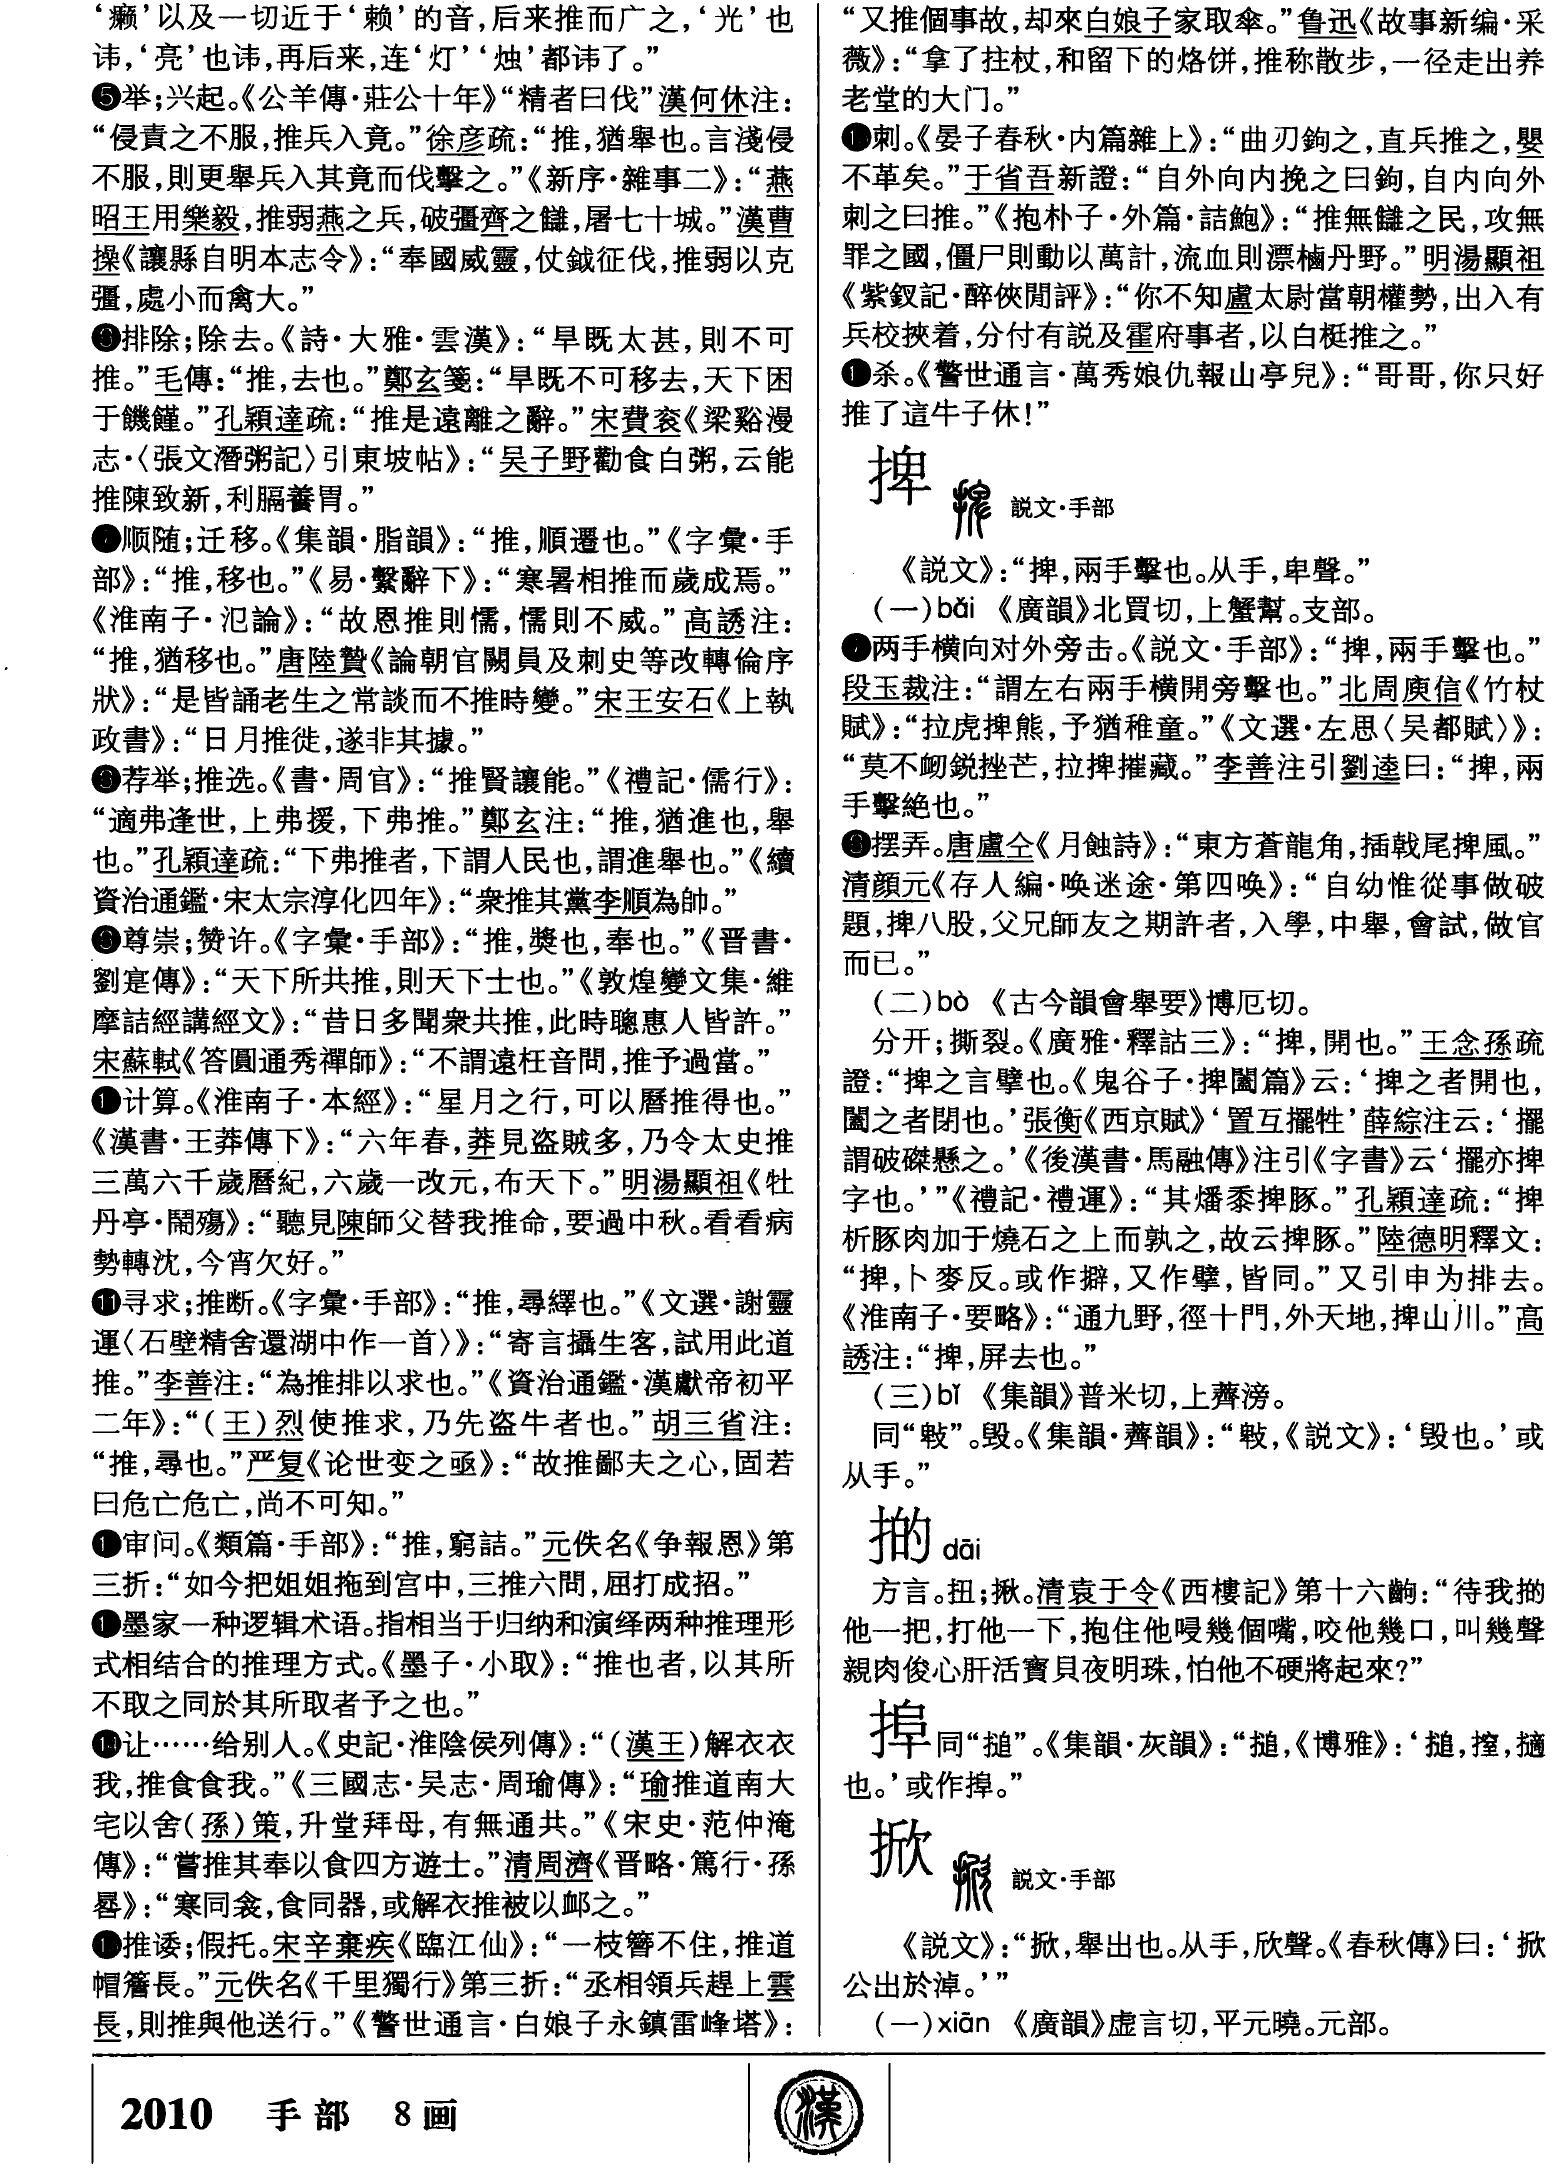 ‘癞’以及一切近于‘赖’的音，后来推而广之，‘光’也
讳，‘亮’也讳，再后来，连‘灯’‘烛’都讳了。”
❺举；兴起。《公羊傳·莊公十年》“精者曰伐”漢何休注：
“侵責之不服，推兵入竟。”徐彦疏：“推，猶舉也。言淺侵
不服，則更舉兵入其竟而伐擊之。”《新序·雜事二》：“燕
昭王用樂毅，推弱燕之兵，破彊齊之讎，屠七十城。”漢曹
操《讓縣自明本志令》：“奉國威靈，仗鉞征伐，推弱以克
彊，處小而禽大。”
❻排除；除去。《詩·大雅·雲漢》：“旱既太甚，則不可
推。”毛傳：“推，去也。”鄭玄箋：“旱既不可移去，天下困
于饑饉。”孔穎達疏：“推是遠離之辭。”宋費衮《梁谿漫
志·〈張文潛粥記〉引東坡帖》：“吴子野勸食白粥，云能
推陳致新，利膈養胃。”
❼顺随；迁移。《集韻·脂韻》：“推，順遷也。”《字彙·手
部》：“推，移也。”《易·繫辭下》：“寒暑相推而歲成焉。”
《淮南子·氾論》：“故恩推則懦，懦則不威。”高誘注：
“推，猶移也。”唐陸贄《論朝官闕員及刺史等改轉倫序
狀》：“是皆誦老生之常談而不推時變。”宋王安石《上執
政書》：“日月推徙，遂非其據。”
❽荐举；推选。《書·周官》：“推賢讓能。”《禮記·儒行》：
“適弗逢世，上弗援，下弗推。”鄭玄注：“推，猶進也，舉
也。”孔穎達疏：“下弗推者，下謂人民也，謂進舉也。”《續
資治通鑑·宋太宗淳化四年》：“衆推其黨李順為帥。”
❾尊崇；赞许。《字彙·手部》：“推，獎也，奉也。”《晋書·
劉寔傳》：“天下所共推，則天下士也。”《敦煌變文集·維
摩詰經講經文》：“昔日多聞衆共推，此時聰惠人皆許。”
宋蘇軾《答圓通秀禪師》：“不謂遠枉音問，推予過當。”
❶计算。《淮南子·本經》：“星月之行，可以曆推得也。”
《漢書·王莽傳下》：“六年春，莽見盗賊多，乃令太史推
三萬六千歲曆紀，六歲一改元，布天下。”明湯顯祖《牡
丹亭·鬧殤》：“聽見陳師父替我推命，要過中秋。看看病
勢轉沈，今宵欠好。”
⓫寻求；推断。《字彙·手部》：“推，尋繹也。”《文選·謝靈
運〈石壁精舍還湖中作一首〉》：“寄言攝生客，試用此道
推。”李善注：“為推排以求也。”《資治通鑑·漢獻帝初平
二年》：“（王）烈使推求，乃先盗牛者也。”胡三省注：
“推，尋也。”严复《论世变之亟》：“故推鄙夫之心，固若
曰危亡危亡，尚不可知。”
❶审问。《類篇·手部》：“推，窮詰。”元佚名《争報恩》第
三折：“如今把姐姐拖到宫中，三推六問，屈打成招。”
❶墨家一种逻辑术语。指相当于归纳和演绎两种推理形
式相结合的推理方式。《墨子·小取》：“推也者，以其所
不取之同於其所取者予之也。”
⓮让……给别人。《史記·淮陰侯列傳》：“（漢王）解衣衣
我，推食食我。”《三國志·吴志·周瑜傳》：“瑜推道南大
宅以舍（孫）策，升堂拜母，有無通共。”《宋史·范仲淹
傳》：“嘗推其奉以食四方遊士。”清周濟《晋略·篤行·孫
晷》：“寒同衾，食同器，或解衣推被以卹之。”
❶推诿；假托。宋辛棄疾《臨江仙》：“一枝簪不住，推道
帽簷長。”元佚名《千里獨行》第三折：“丞相領兵趕上雲
長，則推與他送行。”《警世通言·白娘子永鎮雷峰塔》：
“又推個事故，却來白娘子家取傘。”鲁迅《故事新编·采
薇》：“拿了拄杖，和留下的烙饼，推称散步，一径走出养
老堂的大门。”
❶刺。《晏子春秋·内篇雜上》：“曲刃鉤之，直兵推之，嬰
不革矣。”于省吾新證：“自外向内挽之曰鉤，自内向外
刺之曰推。”《抱朴子·外篇·詰鮑》：“推無讎之民，攻無
罪之國，僵尸則動以萬計，流血則漂櫓丹野。”明湯顯祖
《紫釵記·醉俠閒評》：“你不知盧太尉當朝權勢，出入有
兵校挾着，分付有説及霍府事者，以白梃推之。”
❶杀。《警世通言·萬秀娘仇報山亭兒》：“哥哥，你只好
推了這牛子休！”
捭 説文·手部
《説文》：“捭，兩手擊也。从手，卑聲。”
（一）bǎi 《廣韻》北買切，上蟹幫。支部。
❼两手横向对外旁击。《説文·手部》：“捭，兩手擊也。”
段玉裁注：“謂左右兩手横開旁擊也。”北周庾信《竹杖
賦》：“拉虎捭熊，予猶稚童。”《文選·左思〈吴都賦〉》：
“莫不衂鋭挫芒，拉捭摧藏。”李善注引劉逵曰：“捭，兩
手擊絶也。”
❽摆弄。唐盧仝《月蝕詩》：“東方蒼龍角，插戟尾捭風。”
清顔元《存人編·唤迷途·第四唤》：“自幼惟從事做破
題，捭八股，父兄師友之期許者，入學，中舉，會試，做官
而已。”
（二）bò 《古今韻會舉要》博厄切。
分开；撕裂。《廣雅·釋詁三》：“捭，開也。”王念孫疏
證：“捭之言擘也。《鬼谷子·捭闔篇》云：‘捭之者開也，
闔之者閉也。’張衡《西京賦》‘置互擺牲’薛綜注云：‘擺
謂破磔懸之。’《後漢書·馬融傳》注引《字書》云‘擺亦捭
字也。’”《禮記·禮運》：“其燔黍捭豚。”孔穎達疏：“捭
析豚肉加于燒石之上而孰之，故云捭豚。”陸德明釋文：
“捭，卜麥反。或作擗，又作擘，皆同。”又引申为排去。
《淮南子·要略》：“通九野，徑十門，外天地，捭山川。”高
誘注：“捭，屏去也。”
（三）bǐ 《集韻》普米切，上薺滂。
同“㪏”。毁。《集韻·薺韻》：“㪏，《説文》：‘毁也。’或
从手。”
㨆 dāi
方言。扭；揪。清袁于令《西樓記》第十六齣：“待我㨆
他一把，打他一下，抱住他唚幾個嘴，咬他幾口，叫幾聲
親肉俊心肝活寶貝夜明珠，怕他不硬將起來？”
同“搥”。《集韻·灰韻》：“搥，《博雅》：‘搥，揨，擿
也。’或作𢭆。”
掀 説文·手部
《説文》：“掀，舉出也。从手，欣聲。《春秋傳》曰：‘掀
公出於淖。’”
（一）xiān 《廣韻》虚言切，平元曉。元部。
2010 手部 8画
漢